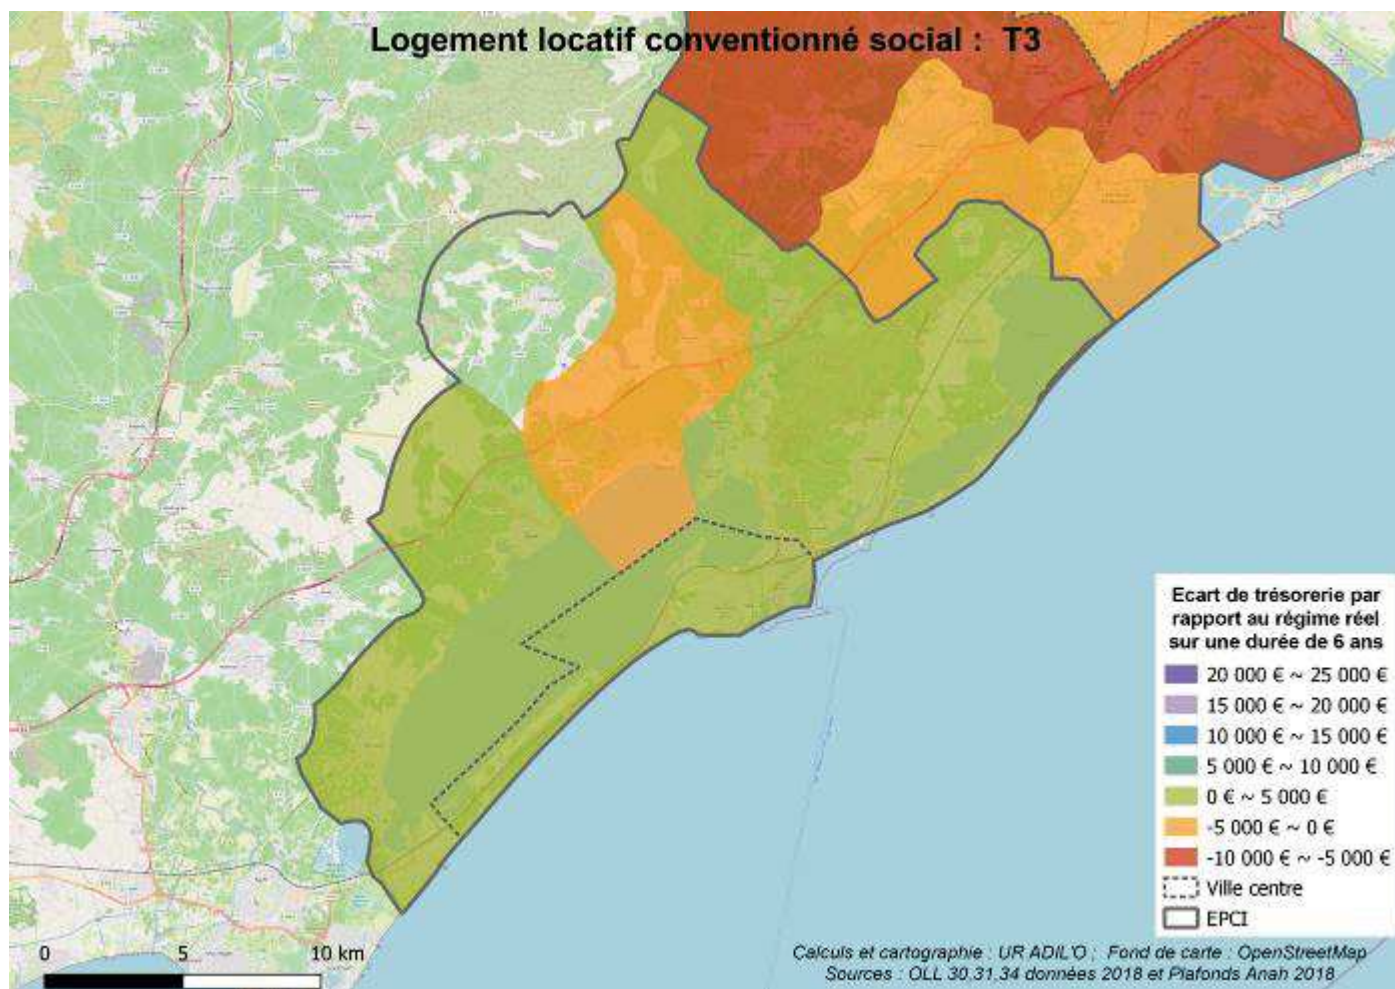 Logement locatif conventionné social : T3
Ecart de trésorerie par
rapport au régime réel
sur une durée de 6 ans
20 000 € ~ 25 000 €
15 000 € ~ 20 000 €
10 000 € ~ 15 000 €
5 000 € ~ 10 000 €
0 € ~ 5 000 €
-5 000 € ~ 0 €
-10 000 € ~ -5 000 €
Ville centre
EPCI
0 5 10 km
Calculs et cartographie : UR ADIL'O ; Fond de carte : OpenStreetMap
Sources : OLL 30,31,34 données 2018 et Plafonds Anah 2018